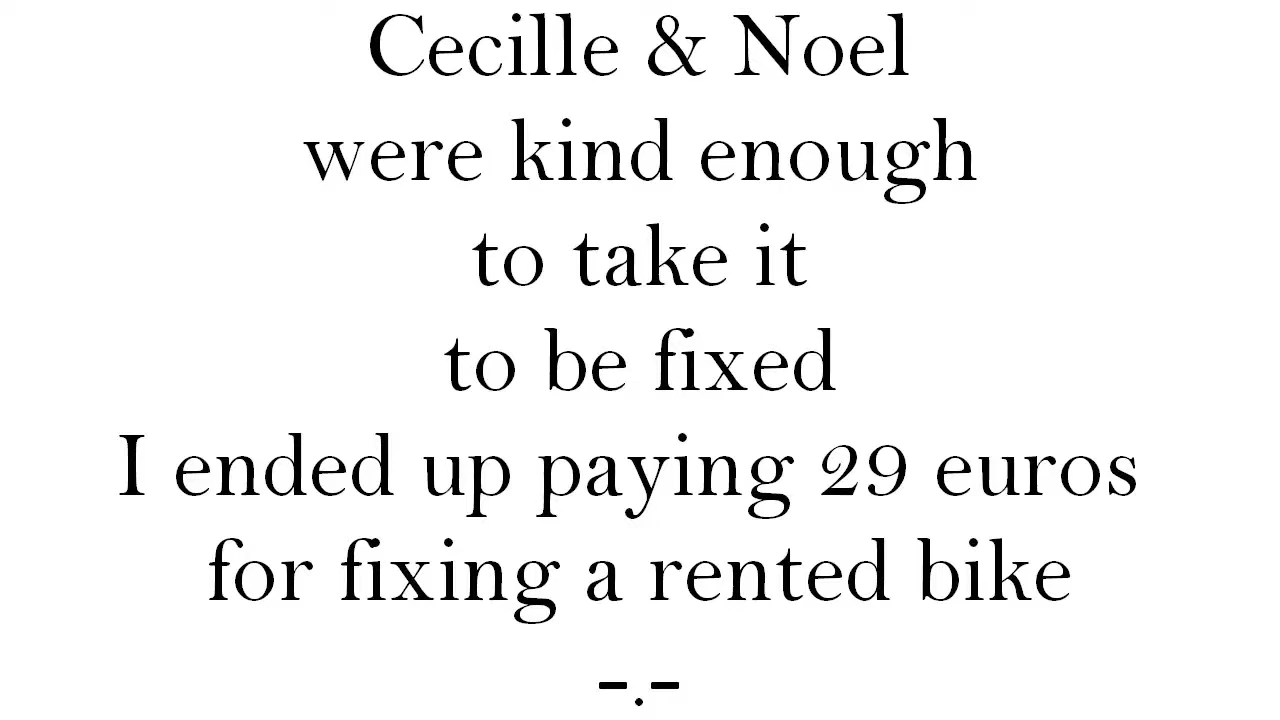 Cecille & Noel
were kind enough
to take it
to be fixed
I ended up paying 29 euros
for fixing a rented bike
-.-